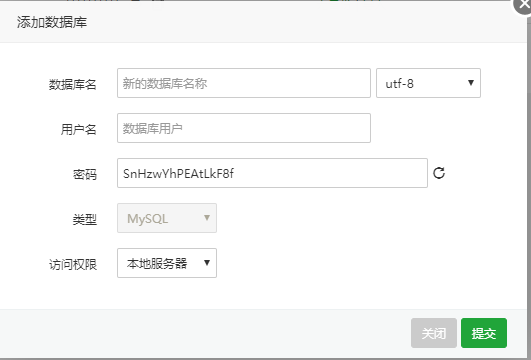 添加数据库
数据库名 新的数据库名称 utf-8
用户名 数据库用户
密码 SnHzwYhPEAtLkF8f
类型 MySQL
访问权限 本地服务器
关闭 提交